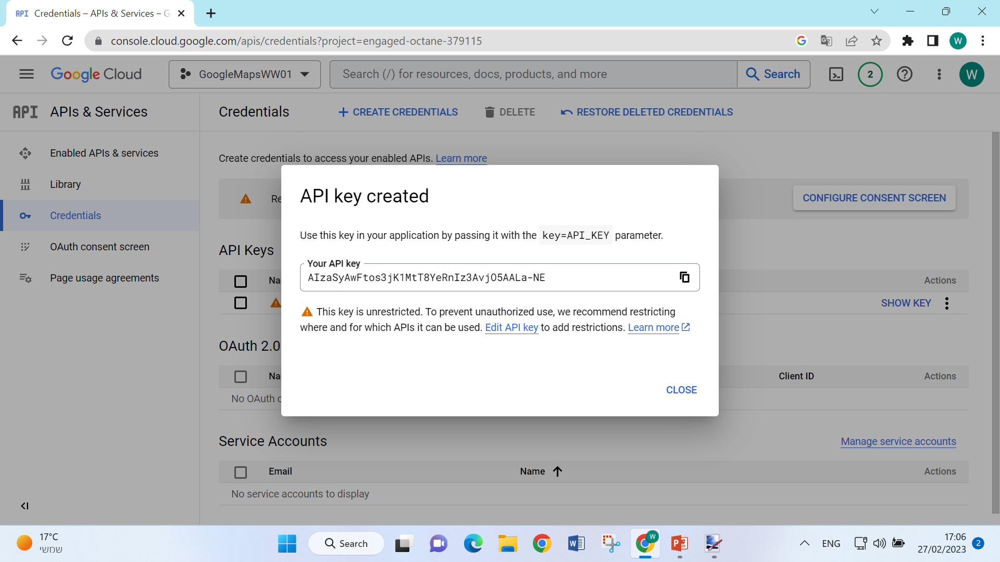 API Credentials – APIs & Services – G
console.cloud.google.com/apis/credentials?project=engaged-octane-379115
W
Google Cloud
GoogleMapsWW01
Search (/) for resources, docs, products, and more
Search
2
W
API APIs & Services
Credentials
CREATE CREDENTIALS
DELETE
RESTORE DELETED CREDENTIALS
Enabled APIs & services
Library
Credentials
OAuth consent screen
Page usage agreements
Create credentials to access your enabled APIs. Learn more
Re
CONFIGURE CONSENT SCREEN
API key created
Use this key in your application by passing it with the key=API_KEY parameter.
Your API key
AIzaSyAwFtos3jK1MtT8YeRnIz3AvjO5AALa-NE
This key is unrestricted. To prevent unauthorized use, we recommend restricting
where and for which APIs it can be used. Edit API key to add restrictions. Learn more
CLOSE
API Keys
Na
Actions
SHOW KEY
OAuth 2.0
Na
Client ID
Actions
No OAuth c
Service Accounts
Manage service accounts
Email
Name
Actions
No service accounts to display
17°C
שמשי
Search
W
ENG
17:06
27/02/2023
2